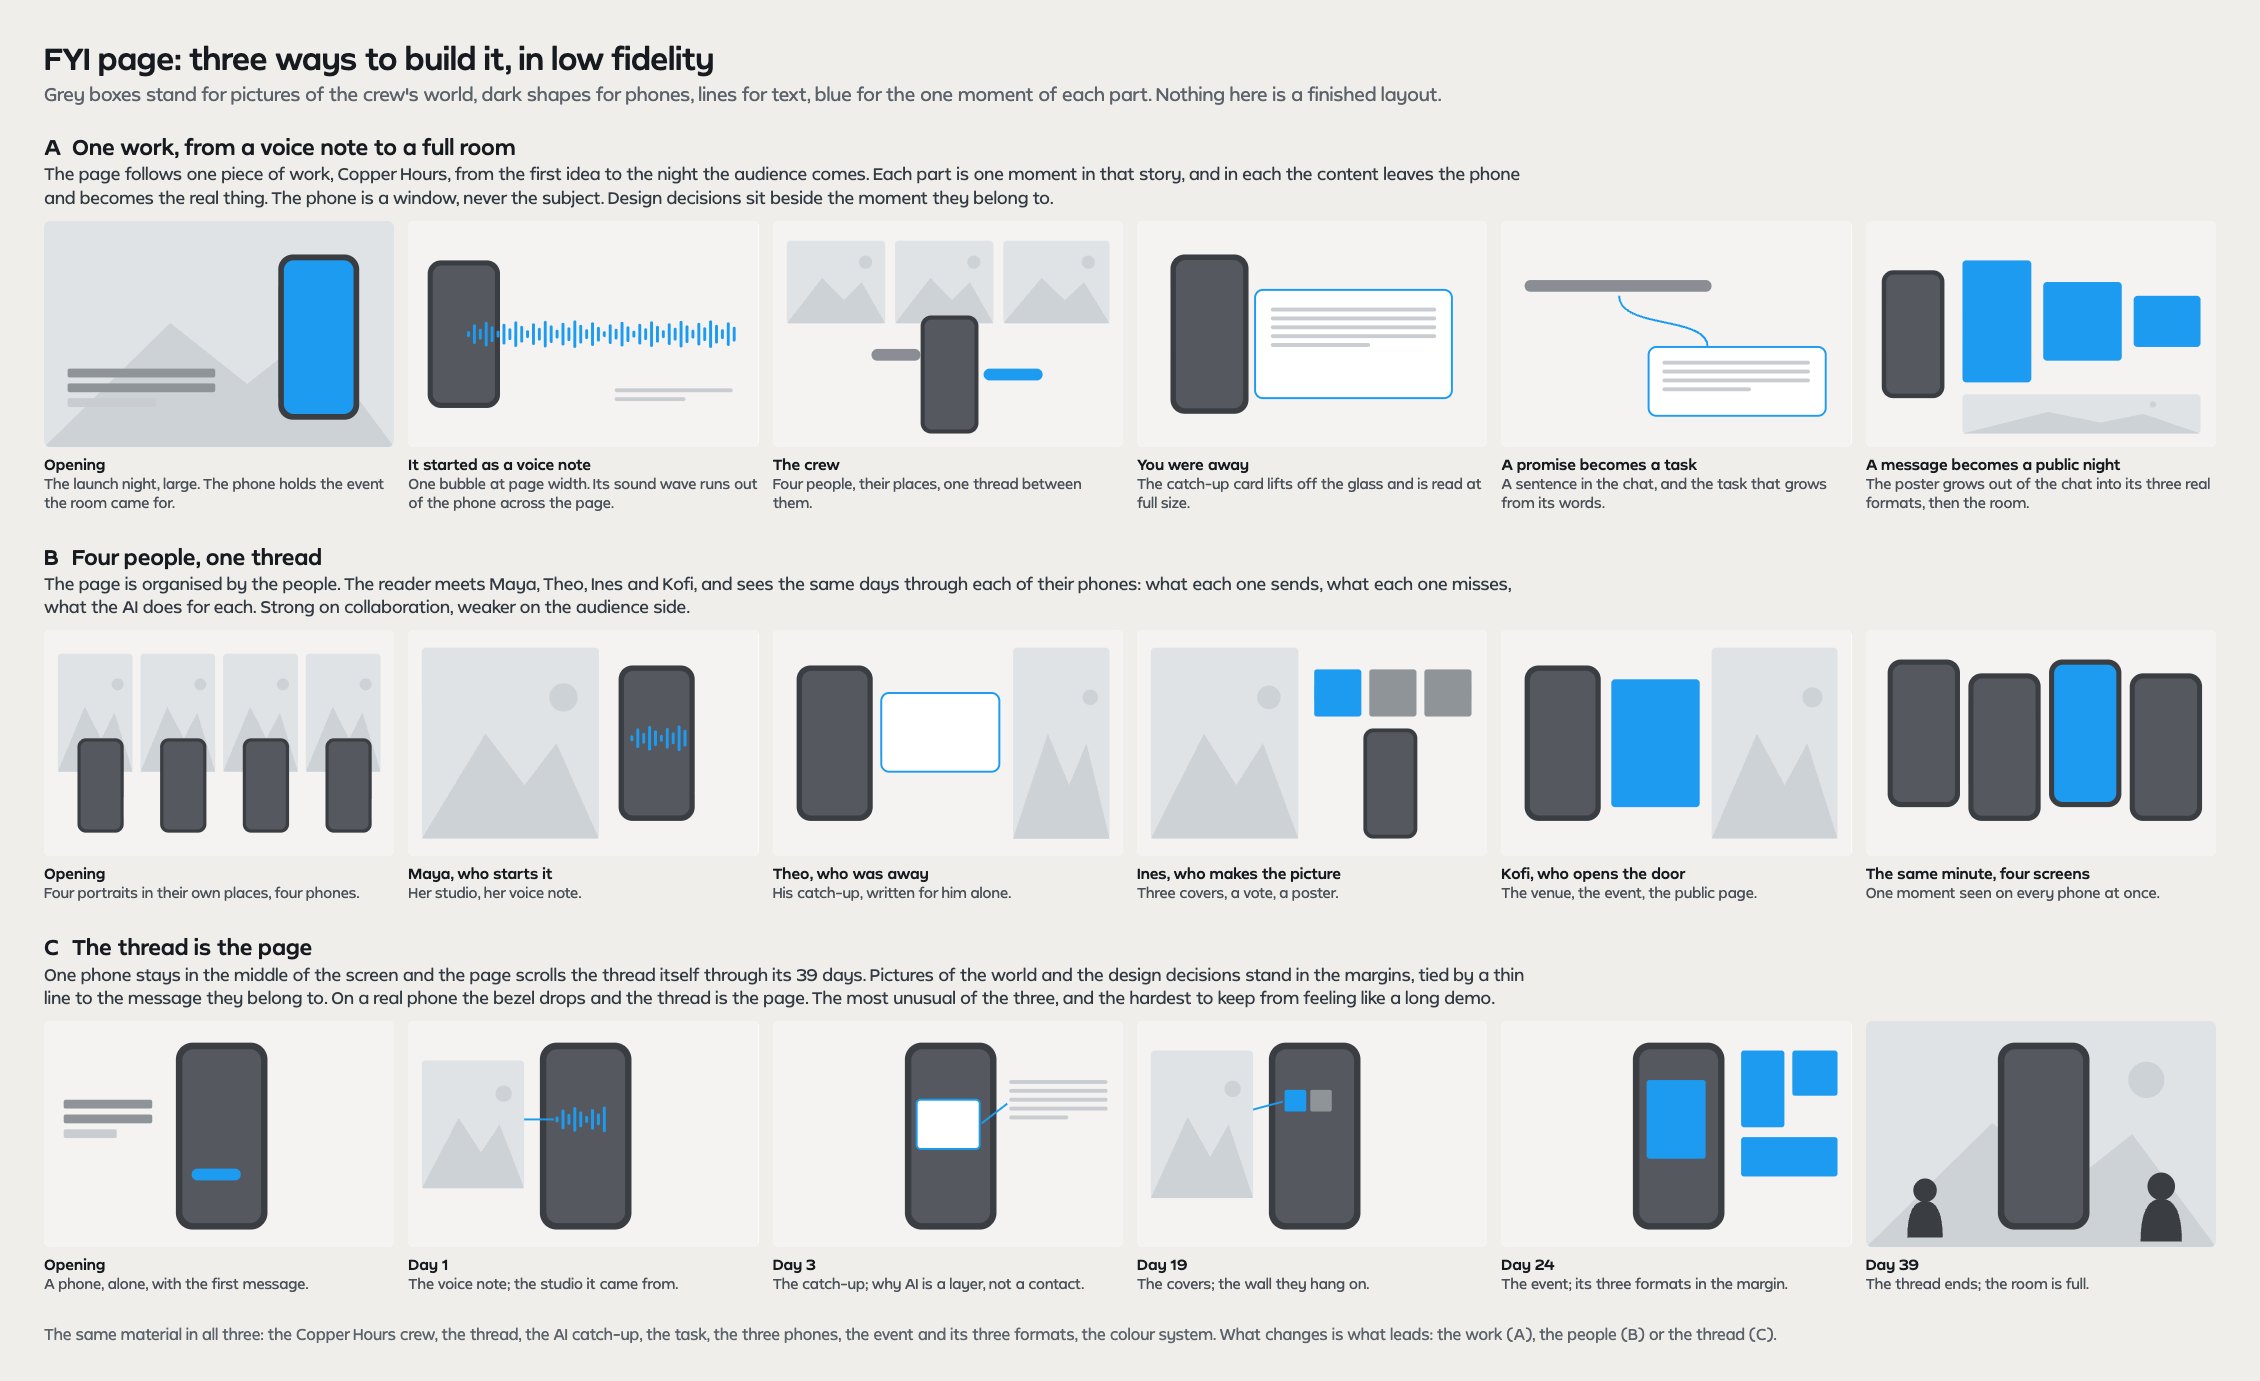 FYI page: three ways to build it, in low fidelity
Grey boxes stand for pictures of the crew's world, dark shapes for phones, lines for text, blue for the one moment of each part. Nothing here is a finished layout.
A One work, from a voice note to a full room
The page follows one piece of work, Copper Hours, from the first idea to the night the audience comes. Each part is one moment in that story, and in each the content leaves the phone
and becomes the real thing. The phone is a window, never the subject. Design decisions sit beside the moment they belong to.
Opening
The launch night, large. The phone holds the event
the room came for.
It started as a voice note
One bubble at page width. Its sound wave runs out
of the phone across the page.
The crew
Four people, their places, one thread between
them.
You were away
The catch-up card lifts off the glass and is read at
full size.
A promise becomes a task
A sentence in the chat, and the task that grows
from its words.
A message becomes a public night
The poster grows out of the chat into its three real
formats, then the room.
B Four people, one thread
The page is organised by the people. The reader meets Maya, Theo, Ines and Kofi, and sees the same days through each of their phones: what each one sends, what each one misses,
what the AI does for each. Strong on collaboration, weaker on the audience side.
Opening
Four portraits in their own places, four phones.
Maya, who starts it
Her studio, her voice note.
Theo, who was away
His catch-up, written for him alone.
Ines, who makes the picture
Three covers, a vote, a poster.
Kofi, who opens the door
The venue, the event, the public page.
The same minute, four screens
One moment seen on every phone at once.
C The thread is the page
One phone stays in the middle of the screen and the page scrolls the thread itself through its 39 days. Pictures of the world and the design decisions stand in the margins, tied by a thin
line to the message they belong to. On a real phone the bezel drops and the thread is the page. The most unusual of the three, and the hardest to keep from feeling like a long demo.
Opening
A phone, alone, with the first message.
Day 1
The voice note; the studio it came from.
Day 3
The catch-up; why AI is a layer, not a contact.
Day 19
The covers; the wall they hang on.
Day 24
The event; its three formats in the margin.
Day 39
The thread ends; the room is full.
The same material in all three: the Copper Hours crew, the thread, the AI catch-up, the task, the three phones, the event and its three formats, the colour system. What changes is what leads: the work (A), the people (B) or the thread (C).